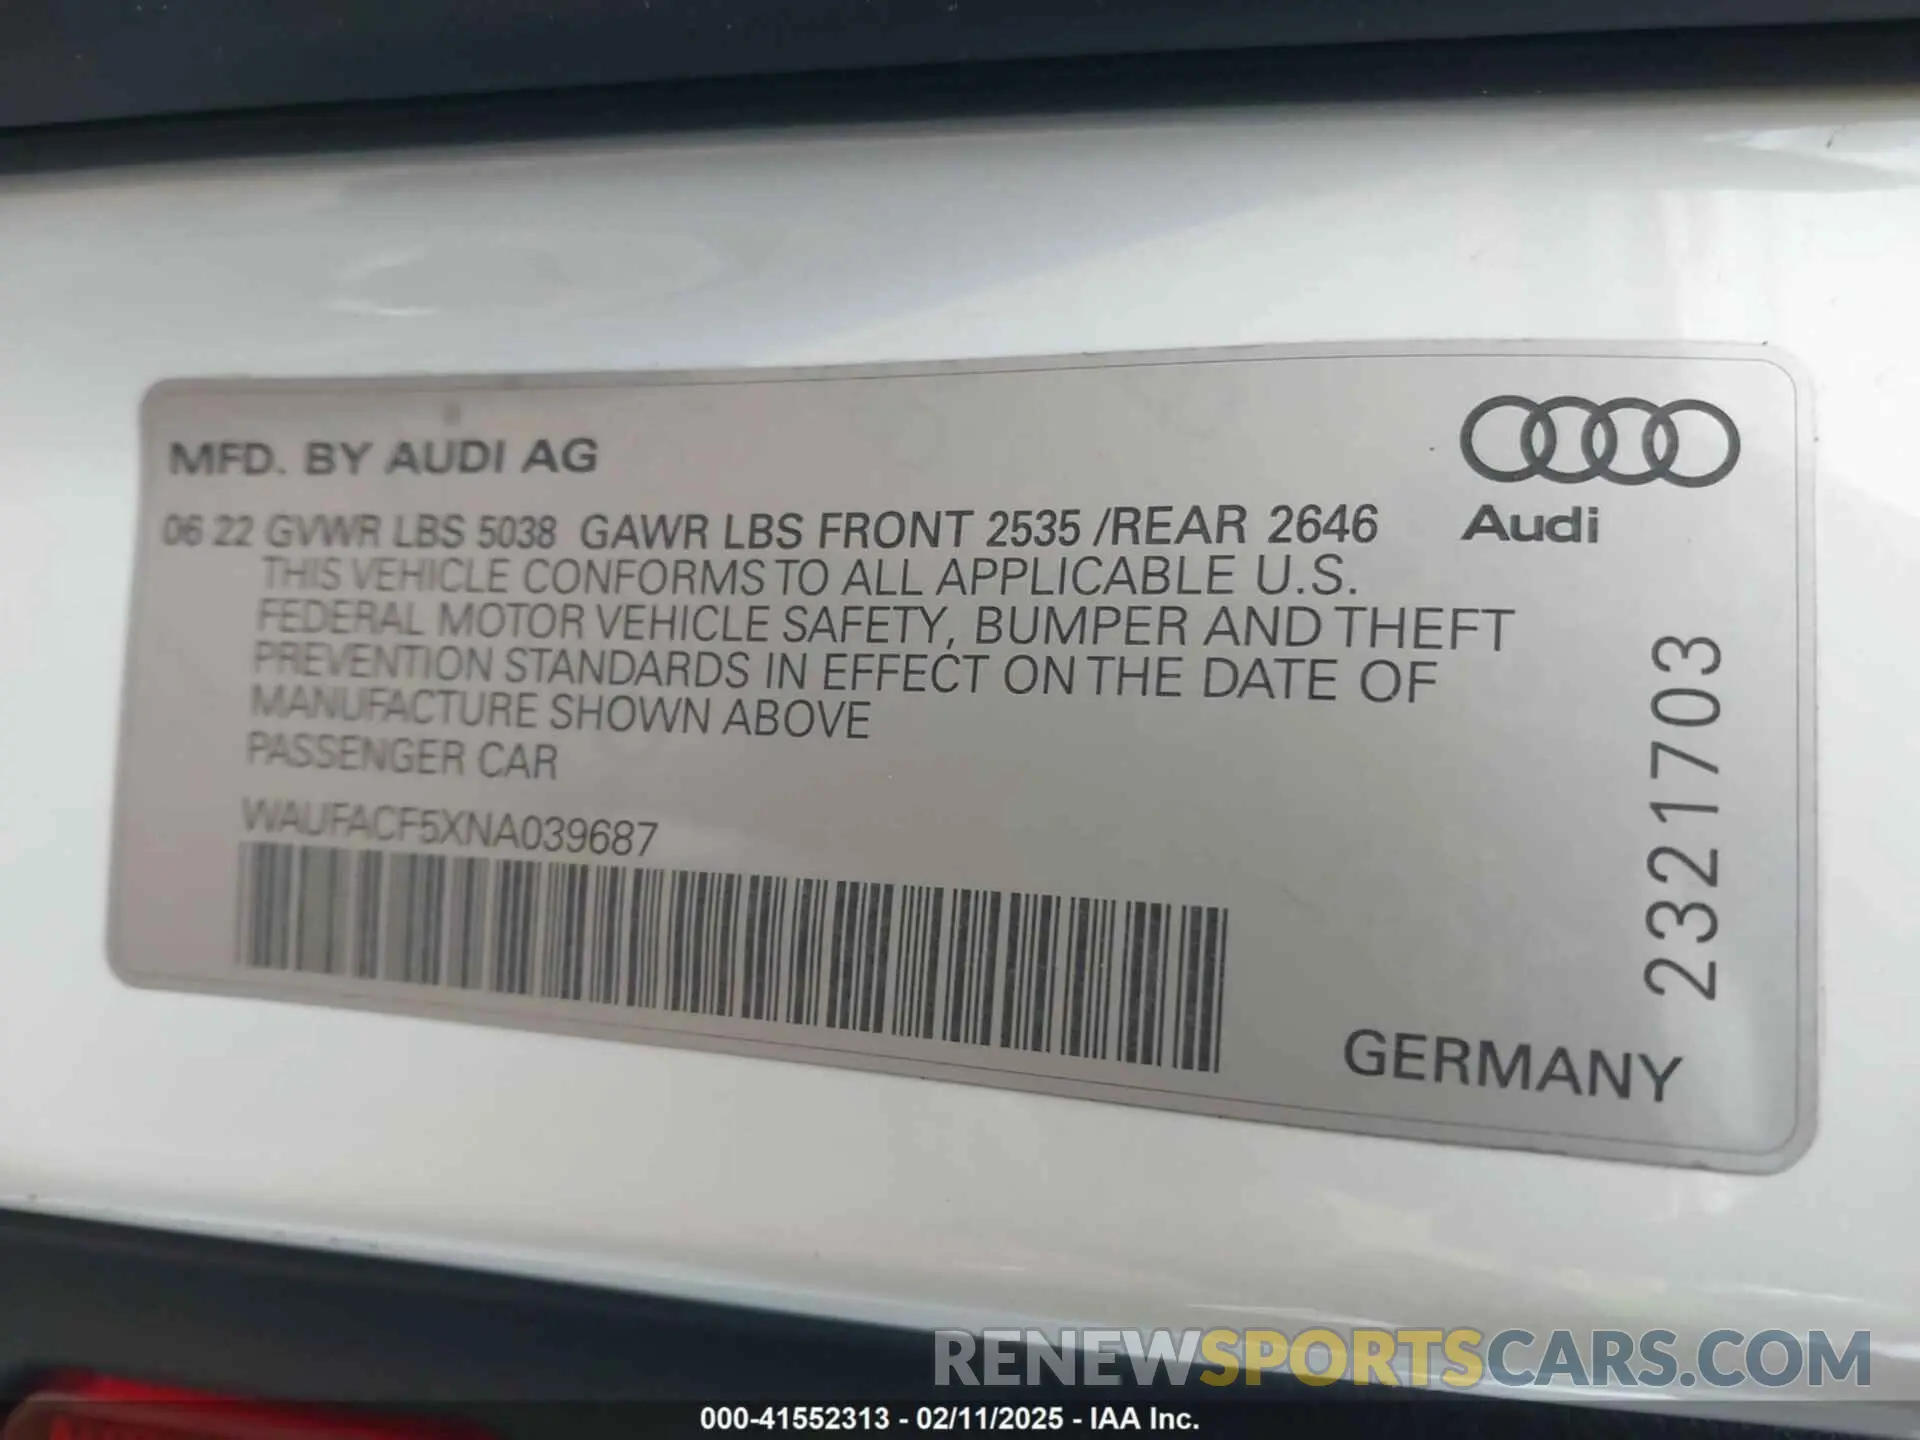 MFD. BY AUDI AG
06 22 GVWR LBS 5038 GAWR LBS FRONT 2535 /REAR 2646
THIS VEHICLE CONFORMS TO ALL APPLICABLE U.S.
FEDERAL MOTOR VEHICLE SAFETY, BUMPER AND THEFT
PREVENTION STANDARDS IN EFFECT ON THE DATE OF
MANUFACTURE SHOWN ABOVE
PASSENGER CAR
WAUFACF5XNA039687
Audi
2321703
GERMANY
RENEWSPORTSCARS.COM
000-41552313 - 02/11/2025 - IAA Inc.